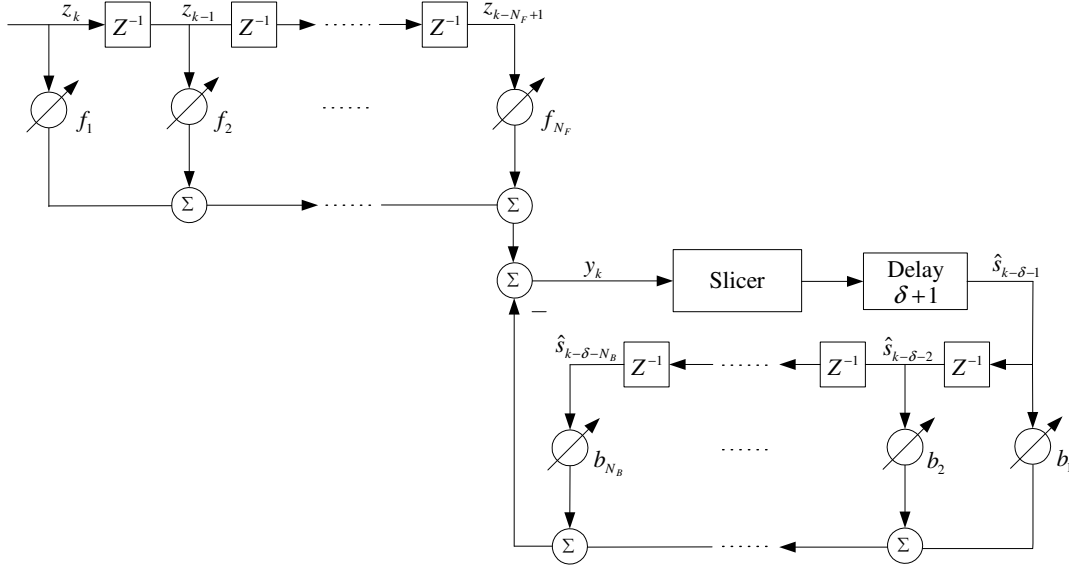 z_k Z^{-1} z_{k-1} Z^{-1} ...... Z^{-1} z_{k-N_F+1}
f_1 f_2 ...... f_{N_F}
Σ ...... Σ
Σ y_k Slicer Delay δ+1 ŝ_{k-δ-1}
−
ŝ_{k-δ-N_B} Z^{-1} ...... Z^{-1} ŝ_{k-δ-2} Z^{-1}
b_{N_B} ...... b_2 b_1
Σ ...... Σ